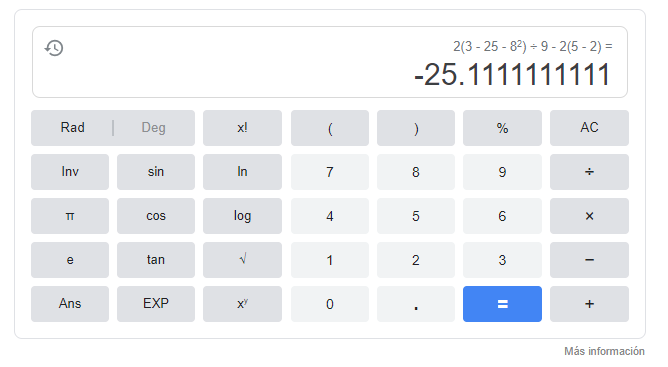 2(3 - 25 - 8²) ÷ 9 - 2(5 - 2) =
-25.1111111111
Rad | Deg x! ( ) % AC
Inv sin ln 7 8 9 ÷
π cos log 4 5 6 ×
e tan √ 1 2 3 −
Ans EXP xʸ 0 . = +
Más información